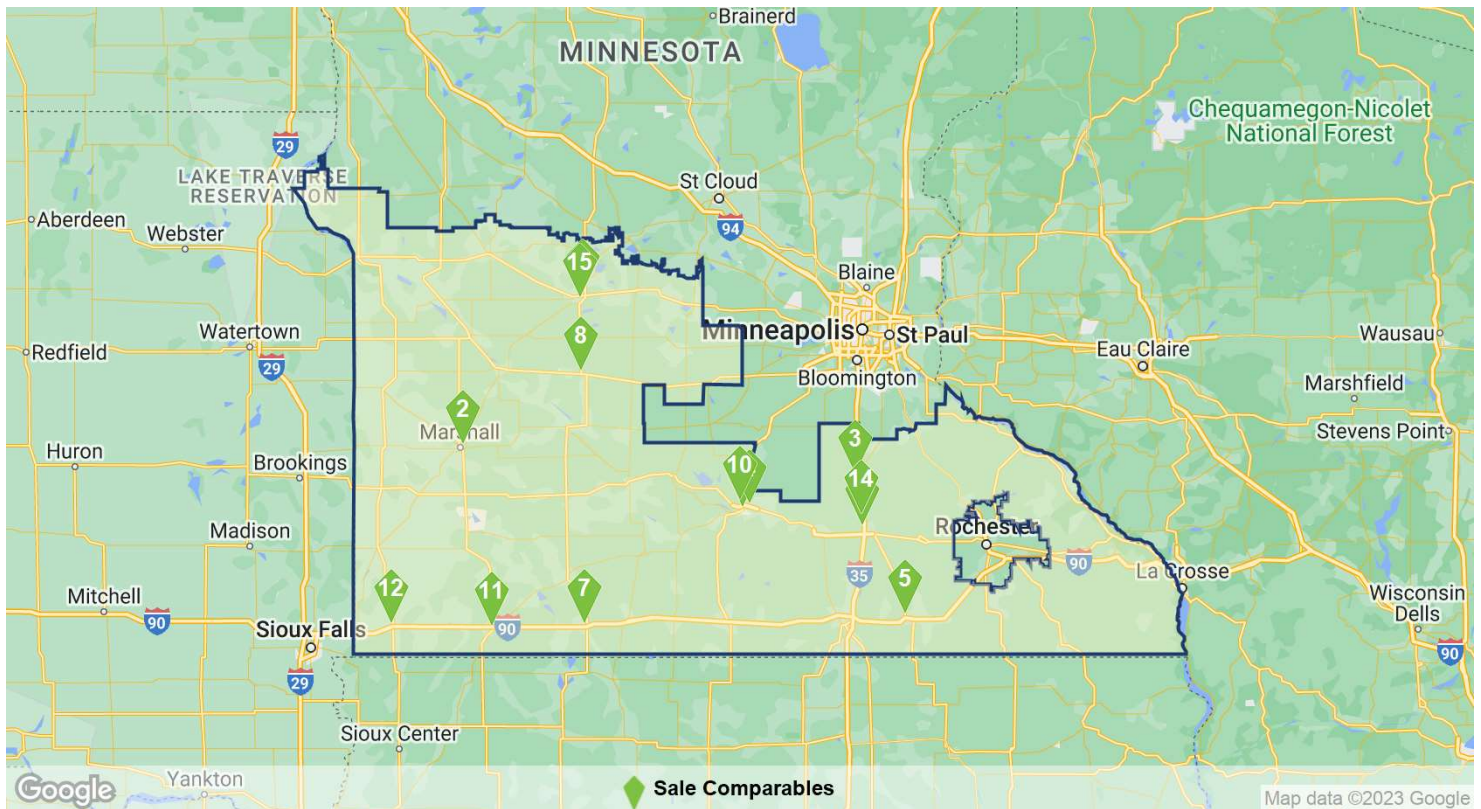 Brainerd
MINNESOTA
Chequamegon-Nicolet
National Forest
29
LAKE TRAVERSE
RESERVATION
St Cloud
Aberdeen
94
Webster
15
Blaine
Watertown
8
Minneapolis
St Paul
Wausau
Redfield
29
Eau Claire
Bloomington
Marshfield
2
Marshall
3
Stevens Point
Huron
Brookings
10
14
Madison
Rochester
35
90
5
La Crosse
12
11
7
Mitchell
90
90
Wisconsin
Dells
Sioux Falls
90
29
Sioux Center
Yankton
Google
Sale Comparables
Map data ©2023 Google